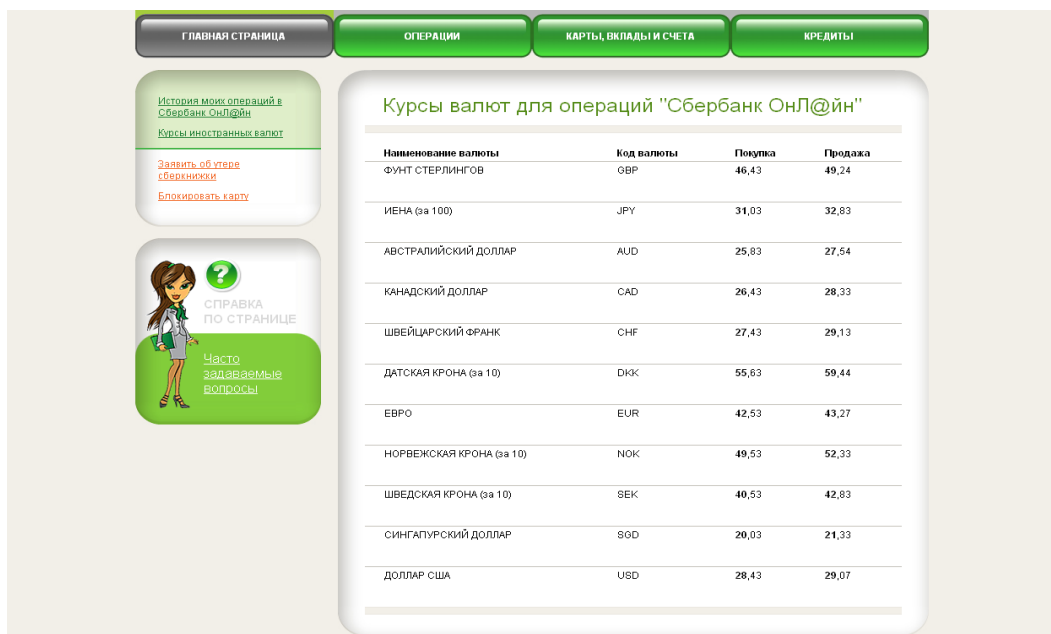 ГЛАВНАЯ СТРАНИЦА
ОПЕРАЦИИ
КАРТЫ, ВКЛАДЫ И СЧЕТА
КРЕДИТЫ
История моих операций в
Сбербанк ОнЛ@йн
Курсы иностранных валют
Заявить об утере
сберкнижки
Блокировать карту
?
СПРАВКА
ПО СТРАНИЦЕ
Часто
задаваемые
вопросы
Курсы валют для операций "Сбербанк ОнЛ@йн"
Наименование валюты Код валюты Покупка Продажа
ФУНТ СТЕРЛИНГОВ GBP 46,43 49,24
ИЕНА (за 100) JPY 31,03 32,83
АВСТРАЛИЙСКИЙ ДОЛЛАР AUD 25,83 27,54
КАНАДСКИЙ ДОЛЛАР CAD 26,43 28,33
ШВЕЙЦАРСКИЙ ФРАНК CHF 27,43 29,13
ДАТСКАЯ КРОНА (за 10) DKK 55,63 59,44
ЕВРО EUR 42,53 43,27
НОРВЕЖСКАЯ КРОНА (за 10) NOK 49,53 52,33
ШВЕДСКАЯ КРОНА (за 10) SEK 40,53 42,83
СИНГАПУРСКИЙ ДОЛЛАР SGD 20,03 21,33
ДОЛЛАР США USD 28,43 29,07